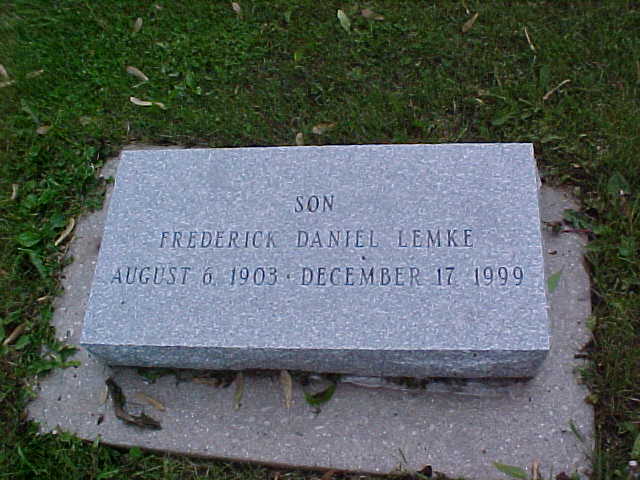 SON
FREDERICK DANIEL LEMKE
AUGUST 6, 1903 · DECEMBER 17, 1999